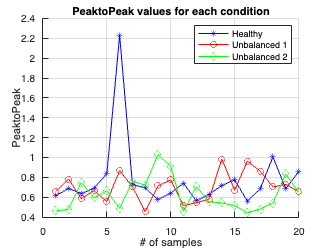 PeaktoPeak values for each condition
Healthy
Unbalanced 1
Unbalanced 2
PeaktoPeak
2.4
2.2
2
1.8
1.6
1.4
1.2
1
0.8
0.6
0.4
0 5 10 15 20
# of samples